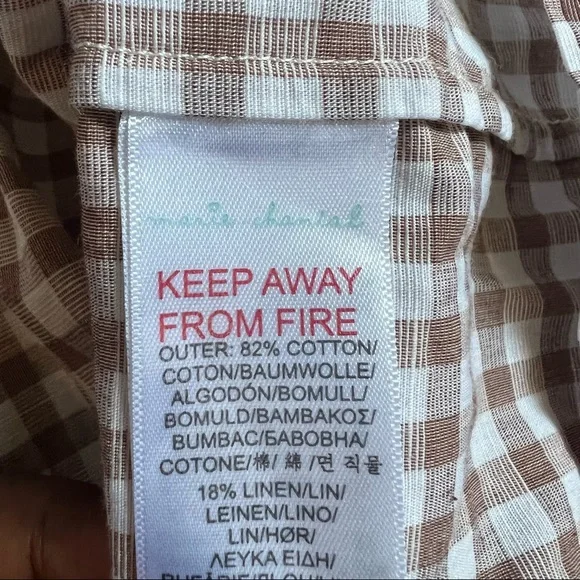 marie-chantal
KEEP AWAY
FROM FIRE
OUTER: 82% COTTON/
COTON/BAUMWOLLE/
ALGODÓN/BOMULL/
BOMULD/ΒΑΜΒΑΚΟΣ/
BUMBAC/БАВОВНА/
COTONE/棉/ 綿 /면 직물
18% LINEN/LIN/
LEINEN/LINO/
LIN/HØR/
ΛΕΥΚΑ ΕΙΔΗ/